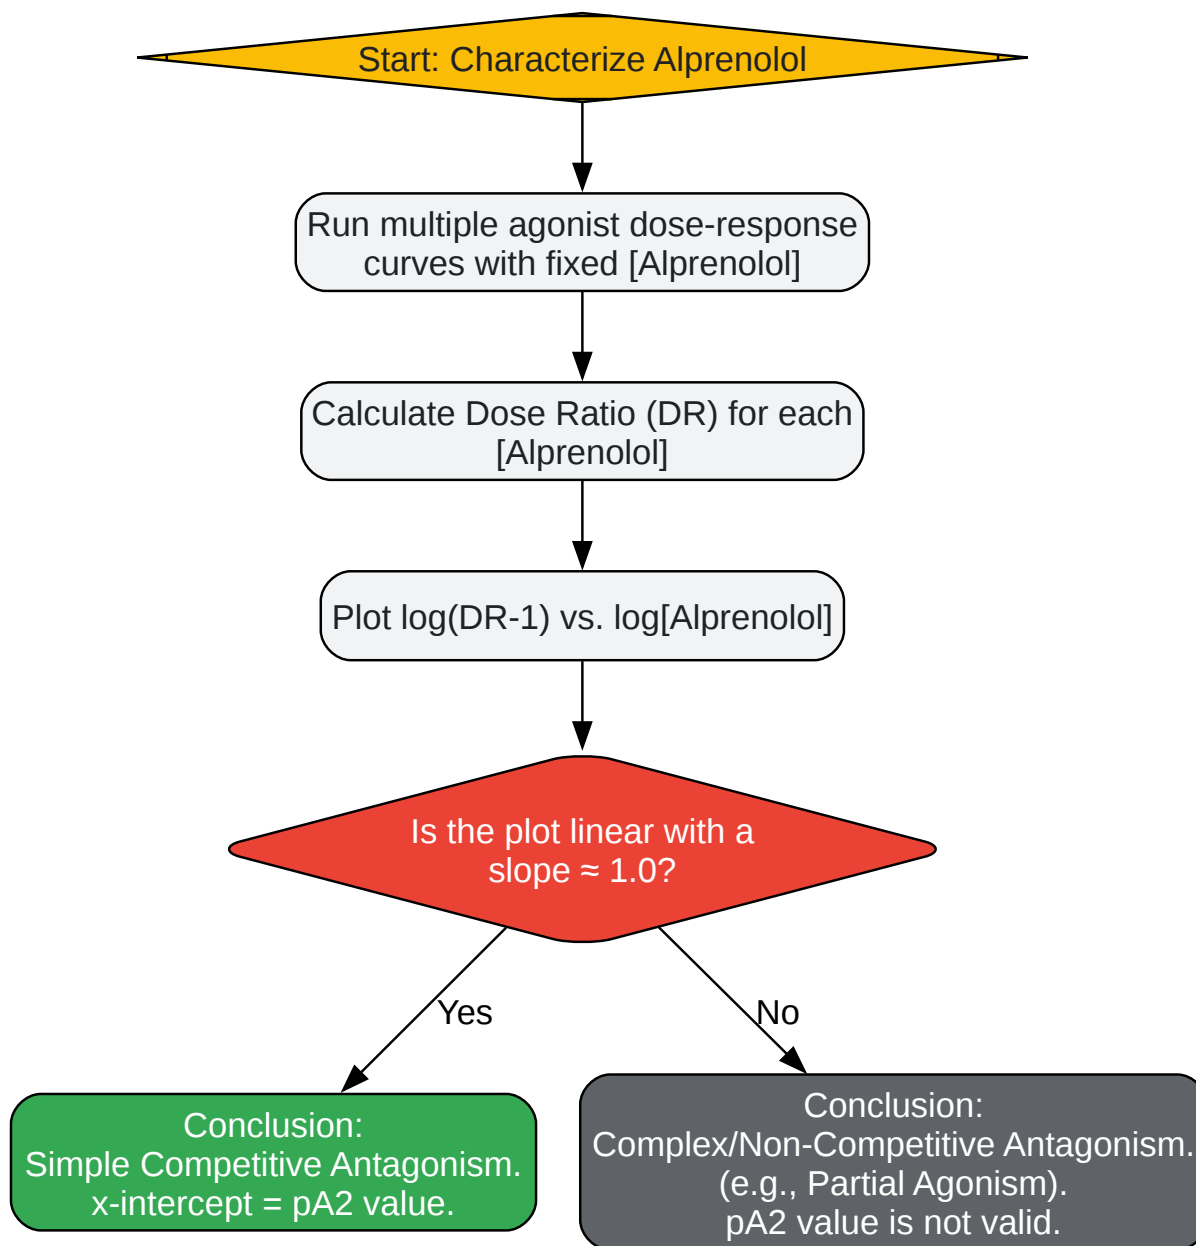 Start: Characterize Alprenolol
Run multiple agonist dose-response
curves with fixed [Alprenolol]
Calculate Dose Ratio (DR) for each
[Alprenolol]
Plot log(DR-1) vs. log[Alprenolol]
Is the plot linear with a
slope ≈ 1.0?
Yes
No
Conclusion:
Simple Competitive Antagonism.
x-intercept = pA2 value.
Conclusion:
Complex/Non-Competitive Antagonism.
(e.g., Partial Agonism).
pA2 value is not valid.